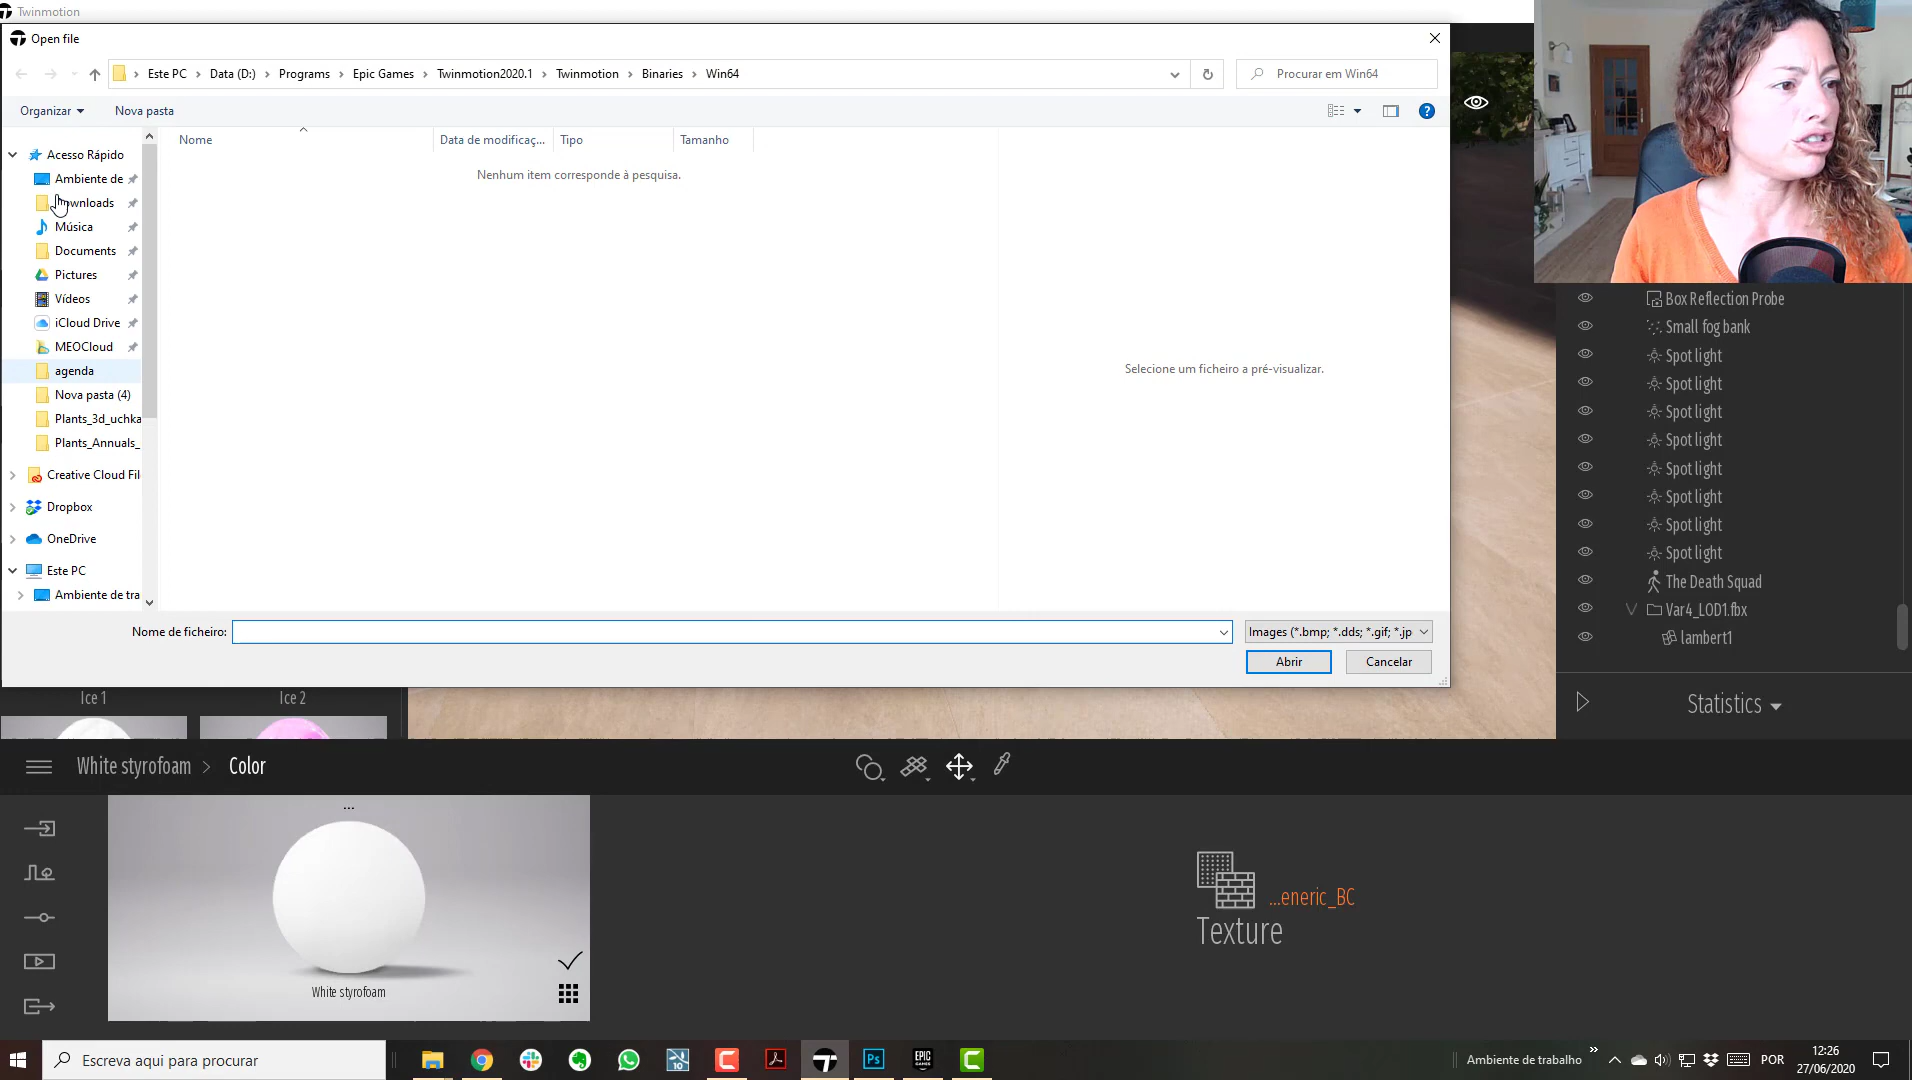 Twinmotion
Open file
Este PC > Data (D:) > Programs > Epic Games > Twinmotion2020.1 > Twinmotion > Binaries > Win64
Procurar em Win64
Organizar
Nova pasta
Nome
Data de modificaç...
Tipo
Tamanho
Nenhum item corresponde à pesquisa.
Selecione um ficheiro a pré-visualizar.
Acesso Rápido
Ambiente de
Música
Documents
Pictures
Vídeos
iCloud Drive
MEOCloud
agenda
Nova pasta (4)
Plants_3d_uchka
Plants_Annuals_
Creative Cloud Fil
Dropbox
OneDrive
Este PC
Ambiente de tra
Nome de ficheiro:
Images (*.bmp; *.dds; *.gif; *.jp
Abrir
Cancelar
Box Reflection Probe
Small fog bank
Spot light
Spot light
Spot light
Spot light
Spot light
Spot light
Spot light
Spot light
The Death Squad
Var4_LOD1.fbx
lambert1
Statistics
Ice 1
Ice 2
White styrofoam > Color
...
White styrofoam
...eneric_BC
Texture
Escreva aqui para procurar
Ambiente de trabalho
POR
12:26
27/06/2020